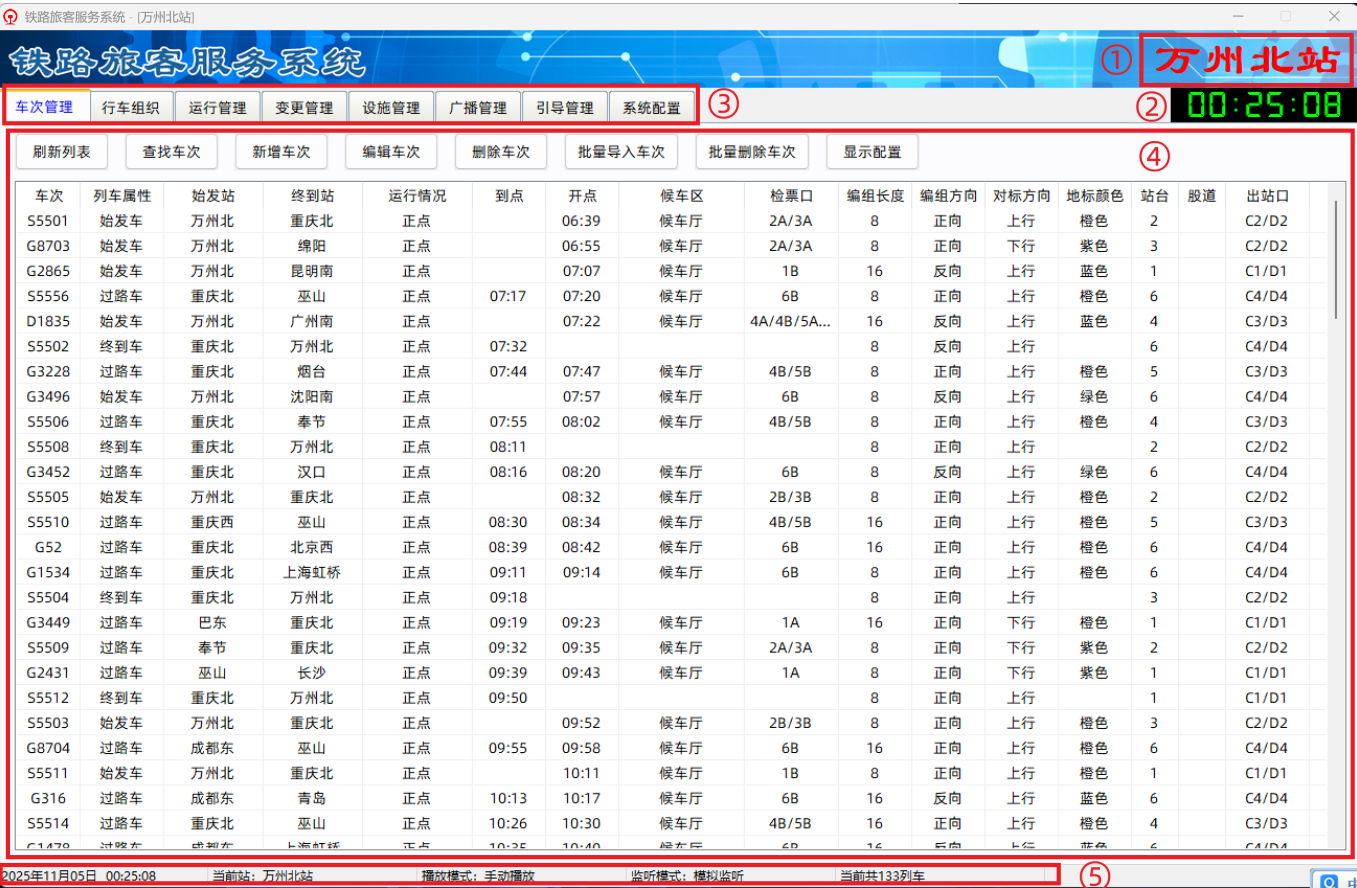 铁路旅客服务系统 - [万州北站]
铁路旅客服务系统 ① 万州北站
车次管理 行车组织 运行管理 变更管理 设施管理 广播管理 引导管理 系统配置 ③ ② 00:25:08
刷新列表 查找车次 新增车次 编辑车次 删除车次 批量导入车次 批量删除车次 显示配置 ④
车次 列车属性 始发站 终到站 运行情况 到点 开点 候车区 检票口 编组长度 编组方向 对标方向 地标颜色 站台 股道 出站口
S5501 始发车 万州北 重庆北 正点 06:39 候车厅 2A/3A 8 正向 上行 橙色 2 C2/D2
G8703 始发车 万州北 绵阳 正点 06:55 候车厅 2A/3A 8 正向 下行 紫色 3 C2/D2
G2865 始发车 万州北 昆明南 正点 07:07 候车厅 1B 16 反向 上行 蓝色 1 C1/D1
S5556 过路车 重庆北 巫山 正点 07:17 07:20 候车厅 6B 8 正向 上行 橙色 6 C4/D4
D1835 始发车 万州北 广州南 正点 07:22 候车厅 4A/4B/5A... 16 反向 上行 蓝色 4 C3/D3
S5502 终到车 重庆北 万州北 正点 07:32 8 反向 上行 6 C4/D4
G3228 过路车 重庆北 烟台 正点 07:44 07:47 候车厅 4B/5B 8 正向 上行 橙色 5 C3/D3
G3496 始发车 万州北 沈阳南 正点 07:57 候车厅 6B 8 反向 上行 绿色 6 C4/D4
S5506 过路车 重庆北 奉节 正点 07:55 08:02 候车厅 4B/5B 8 正向 上行 橙色 4 C3/D3
S5508 终到车 重庆北 万州北 正点 08:11 8 正向 上行 2 C2/D2
G3452 过路车 重庆北 汉口 正点 08:16 08:20 候车厅 6B 8 反向 上行 绿色 6 C4/D4
S5505 始发车 万州北 重庆北 正点 08:32 候车厅 2B/3B 8 正向 上行 橙色 2 C2/D2
S5510 过路车 重庆西 巫山 正点 08:30 08:34 候车厅 4B/5B 16 正向 上行 橙色 5 C3/D3
G52 过路车 重庆北 北京西 正点 08:39 08:42 候车厅 6B 16 正向 上行 橙色 6 C4/D4
G1534 过路车 重庆北 上海虹桥 正点 09:11 09:14 候车厅 6B 8 正向 上行 橙色 6 C4/D4
S5504 终到车 重庆北 万州北 正点 09:18 8 正向 上行 3 C2/D2
G3449 过路车 巴东 重庆北 正点 09:19 09:23 候车厅 1A 16 正向 下行 橙色 1 C1/D1
S5509 过路车 奉节 重庆北 正点 09:32 09:35 候车厅 2A/3A 8 正向 下行 紫色 2 C2/D2
G2431 过路车 巫山 长沙 正点 09:39 09:43 候车厅 1A 8 正向 下行 紫色 1 C1/D1
S5512 终到车 重庆北 万州北 正点 09:50 8 正向 上行 1 C1/D1
S5503 始发车 万州北 重庆北 正点 09:52 候车厅 2B/3B 8 正向 上行 橙色 3 C2/D2
G8704 过路车 成都东 巫山 正点 09:55 09:58 候车厅 6B 16 正向 上行 橙色 6 C4/D4
S5511 始发车 万州北 重庆北 正点 10:11 候车厅 1B 8 正向 上行 橙色 1 C1/D1
G316 过路车 成都东 青岛 正点 10:13 10:17 候车厅 6B 16 反向 上行 蓝色 6 C4/D4
S5514 过路车 重庆北 巫山 正点 10:26 10:30 候车厅 4B/5B 16 正向 上行 橙色 4 C3/D3
2025年11月05日 00:25:08 当前站: 万州北站 播放模式: 手动播放 监听模式: 模拟监听 当前共133列车 ⑤